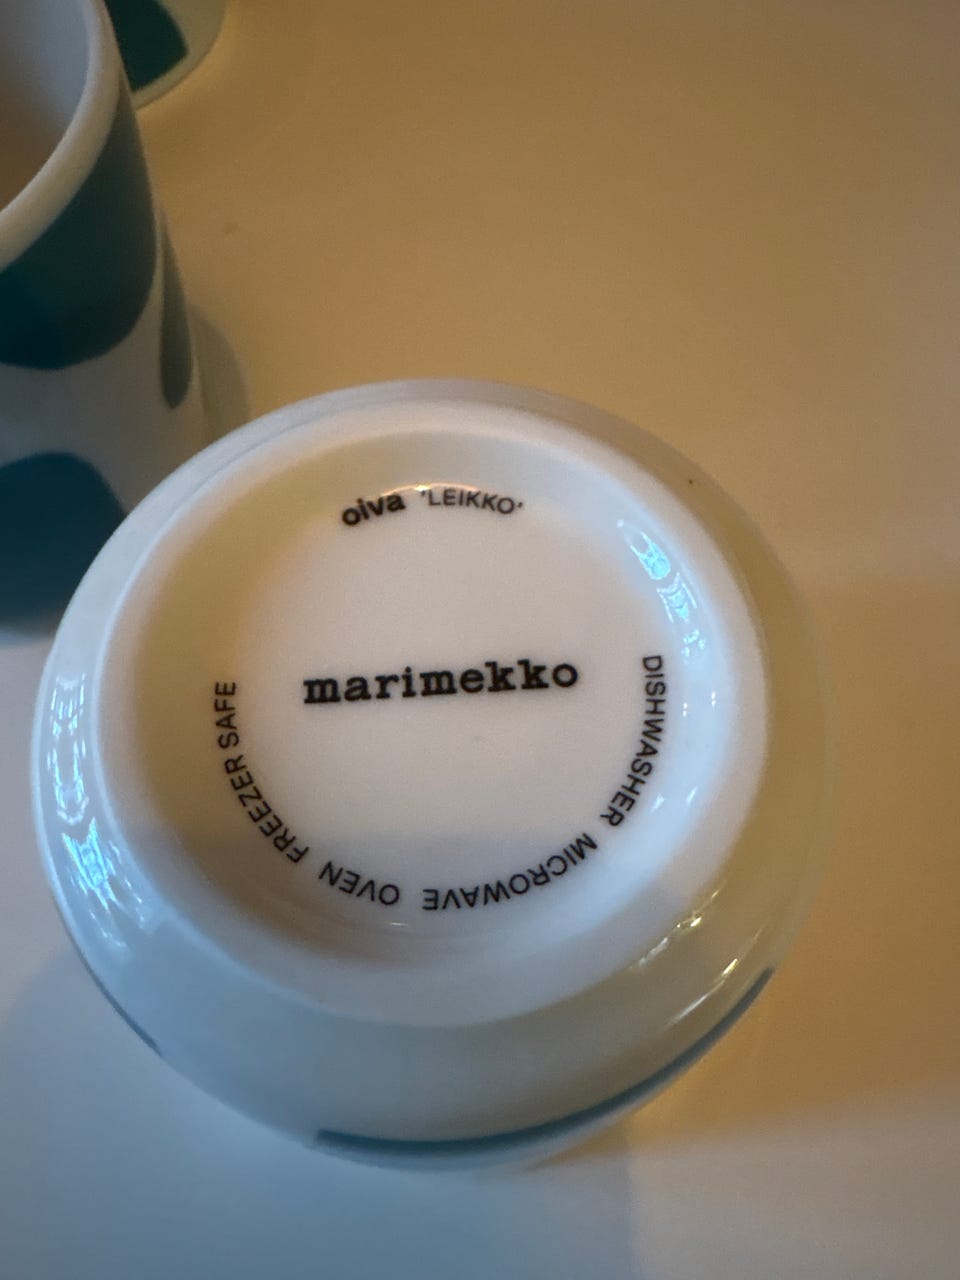 oiva 'LEIKKO'
marimekko
DISHWASHER MICROWAVE OVEN FREEZER SAFE